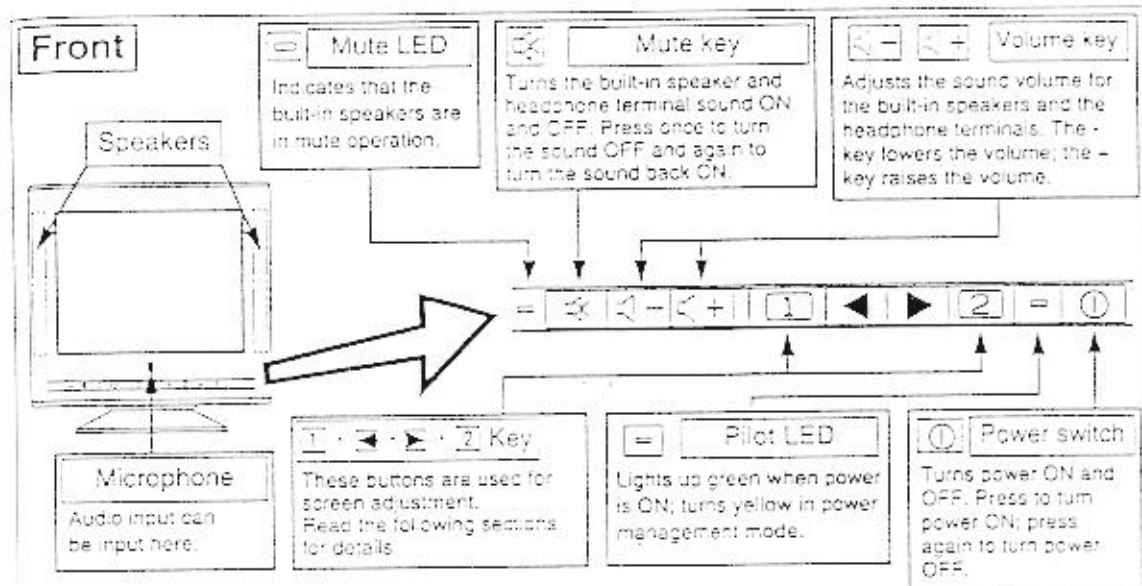 Front
Mute LED
Indicates that the
built-in speakers are
in mute operation.
Mute key
Turns the built-in speaker and
headphone terminal sound ON
and OFF; Press once to turn
the sound OFF and again to
turn the sound back ON.
- + Volume key
Adjusts the sound volume for
the built-in speakers and the
headphone terminals. The -
key lowers the volume; the +
key raises the volume.
Speakers
- + 1 ◀ ▶ 2
Microphone
Audio input can
be input here.
1 · ◀ · ▶ · 2 Key
These buttons are used for
screen adjustment.
Read the following sections
for details
Pilot LED
Lights up green when power
is ON; turns yellow in power
management mode.
Power switch
Turns power ON and
OFF. Press to turn
power ON; press
again to turn power
OFF.